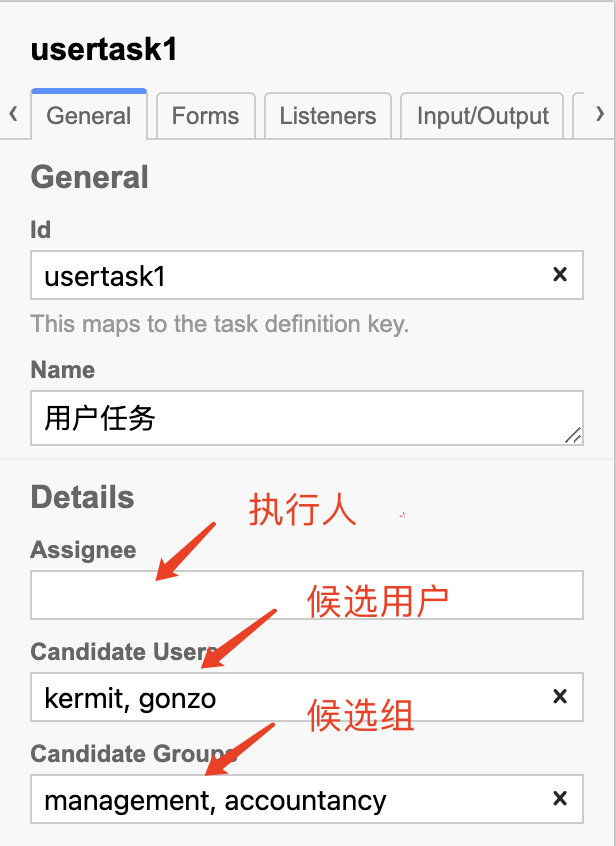 usertask1
General Forms Listeners Input/Output
General
Id
usertask1
This maps to the task definition key.
Name
用户任务
Details
执行人
Assignee
候选用户
Candidate Users
kermit, gonzo
候选组
Candidate Groups
management, accountancy